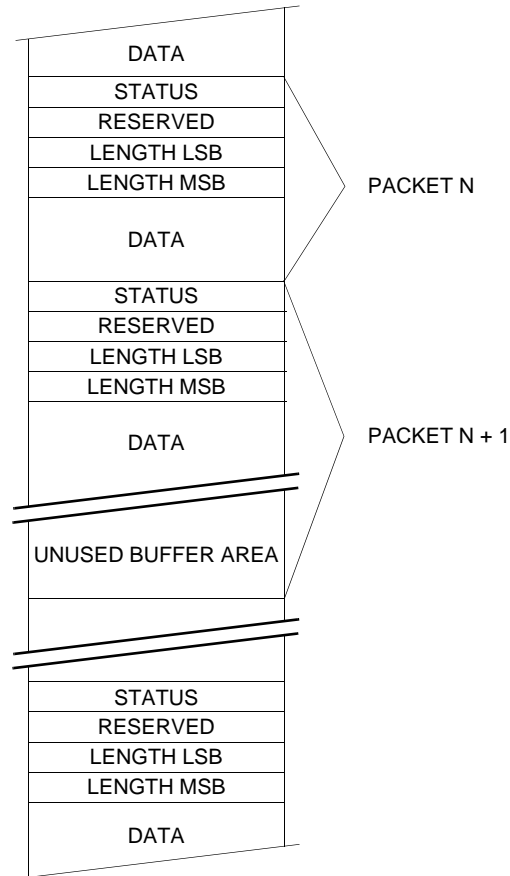 DATA
STATUS
RESERVED
LENGTH LSB
LENGTH MSB
DATA
PACKET N
STATUS
RESERVED
LENGTH LSB
LENGTH MSB
DATA
PACKET N + 1
UNUSED BUFFER AREA
STATUS
RESERVED
LENGTH LSB
LENGTH MSB
DATA